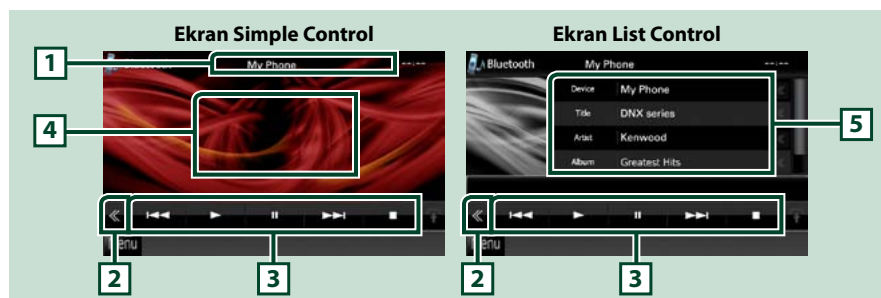 Ekran Simple Control
Ekran List Control
1
Bluetooth
My Phone
--:--
4
2
3
Bluetooth
My Phone
--:--
Device My Phone
Title DNX series
Artist Kenwood
Album Greatest Hits
5
2
3